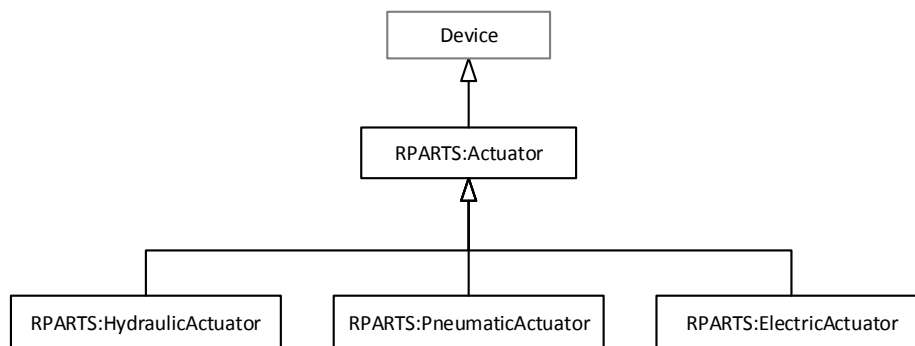 Device
RPARTS:Actuator
RPARTS:HydraulicActuator
RPARTS:PneumaticActuator
RPARTS:ElectricActuator